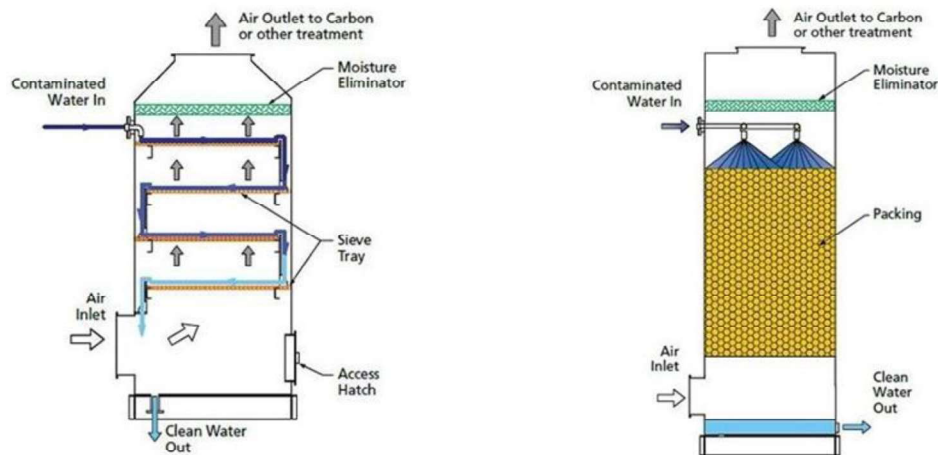 Air Outlet to Carbon
or other treatment
Moisture
Eliminator
Contaminated
Water In
Sieve
Tray
Air
Inlet
Access
Hatch
Clean Water
Out
Air Outlet to Carbon
or other treatment
Moisture
Eliminator
Contaminated
Water In
Packing
Air
Inlet
Clean
Water
Out